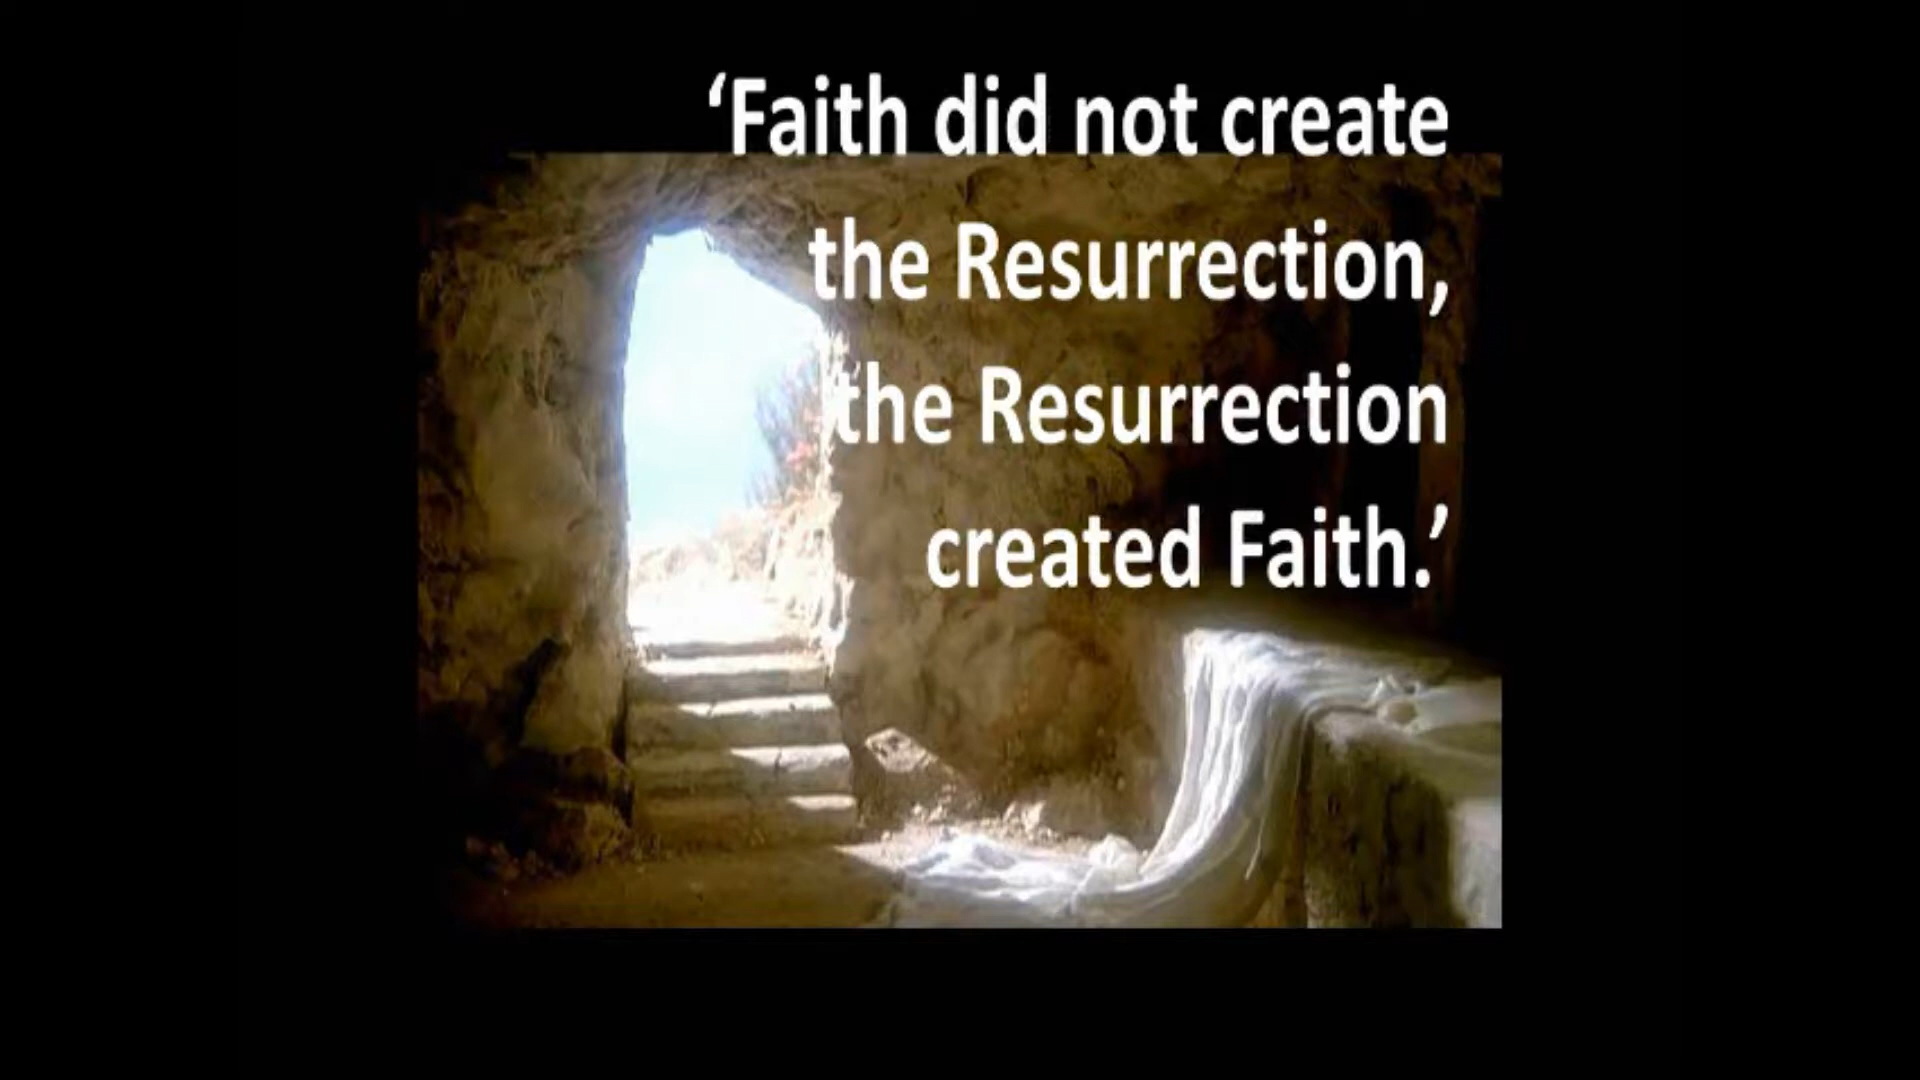 ‘Faith did not create
the Resurrection,
the Resurrection
created Faith.’